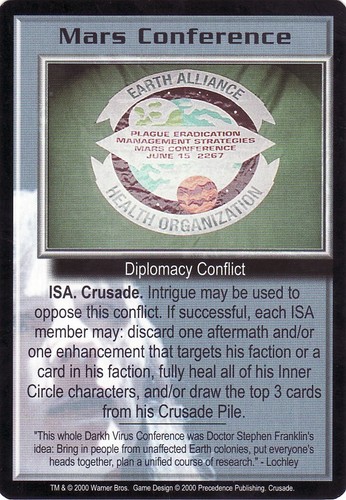 Mars Conference
EARTH ALLIANCE
PLAGUE ERADICATION
MANAGEMENT STRATEGIES
MARS CONFERENCE
JUNE 15 2267
HEALTH ORGANIZATION
Diplomacy Conflict
ISA. Crusade. Intrigue may be used to
oppose this conflict. If successful, each ISA
member may: discard one aftermath and/or
one enhancement that targets his faction or a
card in his faction, fully heal all of his Inner
Circle characters, and/or draw the top 3 cards
from his Crusade Pile.
"This whole Darkh Virus Conference was Doctor Stephen Franklin's
idea: Bring in people from unaffected Earth colonies, put everyone's
heads together, plan a unified course of research." - Lochley
TM & © 2000 Warner Bros. Game Design © 2000 Precedence Publishing. Crusade.